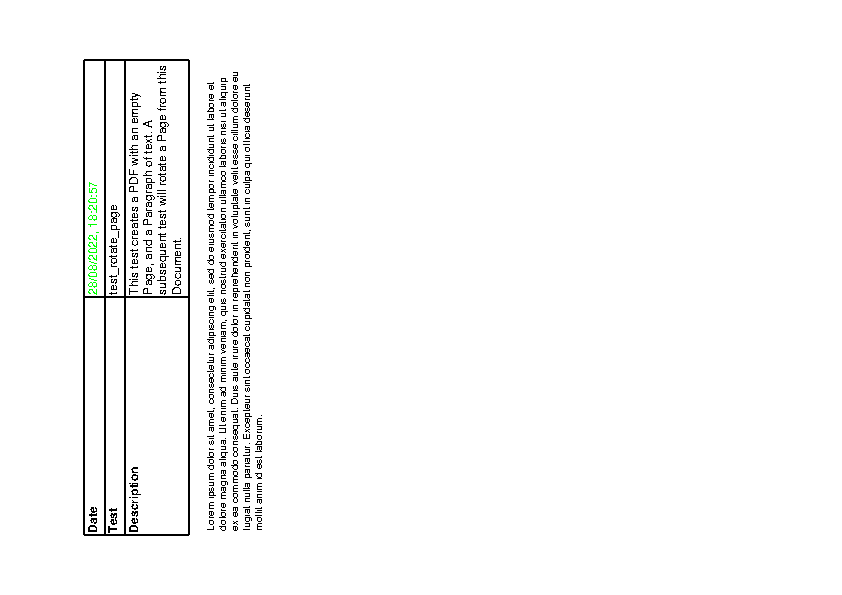 Date 28/08/2022, 18:20:57
Test test_rotate_page
Description This test creates a PDF with an empty
Page, and a Paragraph of text. A
subsequent test will rotate a Page from this
Document.
Lorem ipsum dolor sit amet, consectetur adipiscing elit, sed do eiusmod tempor incididunt ut labore et
dolore magna aliqua. Ut enim ad minim veniam, quis nostrud exercitation ullamco laboris nisi ut aliquip
ex ea commodo consequat. Duis aute irure dolor in reprehenderit in voluptate velit esse cillum dolore eu
fugiat nulla pariatur. Excepteur sint occaecat cupidatat non proident, sunt in culpa qui officia deserunt
mollit anim id est laborum.